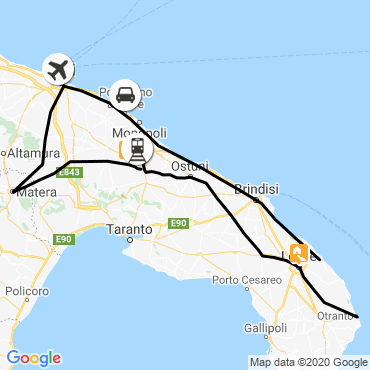 Altamura
Monopoli
E843
Matera
Ostuni
Brindisi
E90
Taranto
E90
Policoro
Porto Cesareo
Otranto
Gallipoli
Google
Map data ©2020 Google